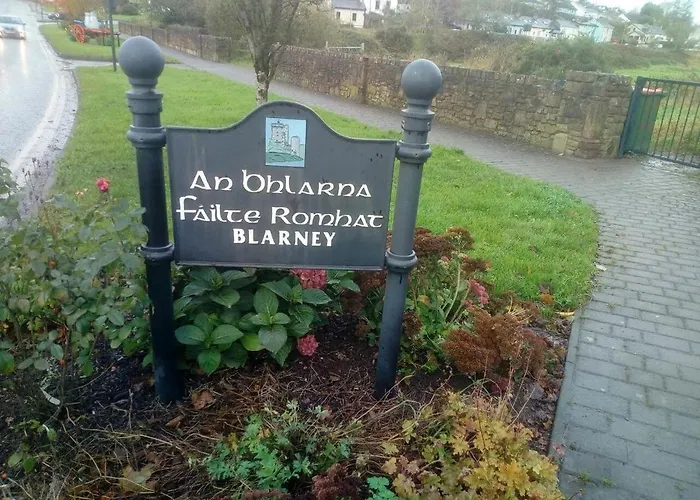 An Bhlarna
Fáilte Romhat
BLARNEY